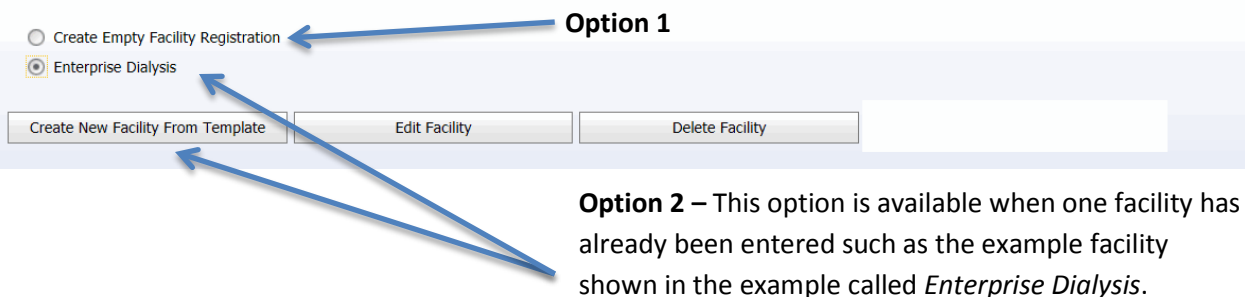 Option 1
Create Empty Facility Registration
Enterprise Dialysis
Create New Facility From Template
Edit Facility
Delete Facility
Option 2 – This option is available when one facility has
already been entered such as the example facility
shown in the example called Enterprise Dialysis.